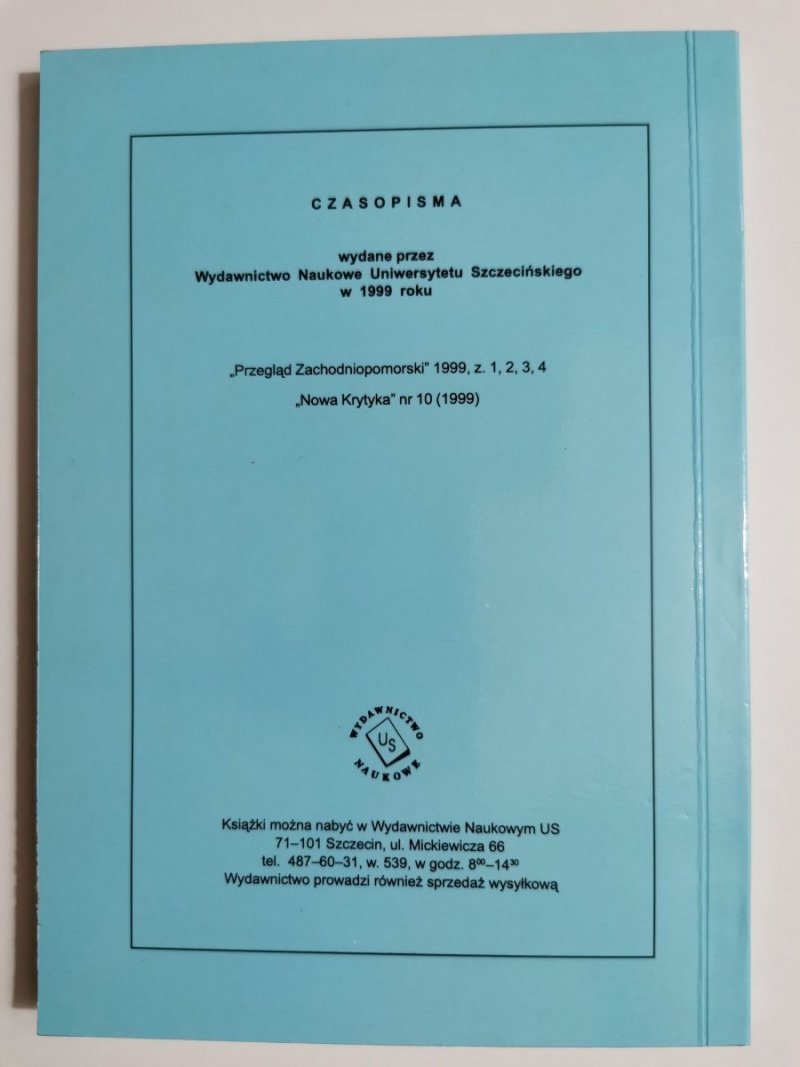 CZASOPISMA
wydane przez
Wydawnictwo Naukowe Uniwersytetu Szczecińskiego
w 1999 roku
„Przegląd Zachodniopomorski” 1999, z. 1, 2, 3, 4
„Nowa Krytyka” nr 10 (1999)
WYDAWNICTWO
US
NAUKOWE
Książki można nabyć w Wydawnictwie Naukowym US
71–101 Szczecin, ul. Mickiewicza 66
tel. 487–60–31, w. 539, w godz. 8⁰⁰–14³⁰
Wydawnictwo prowadzi również sprzedaż wysyłkową